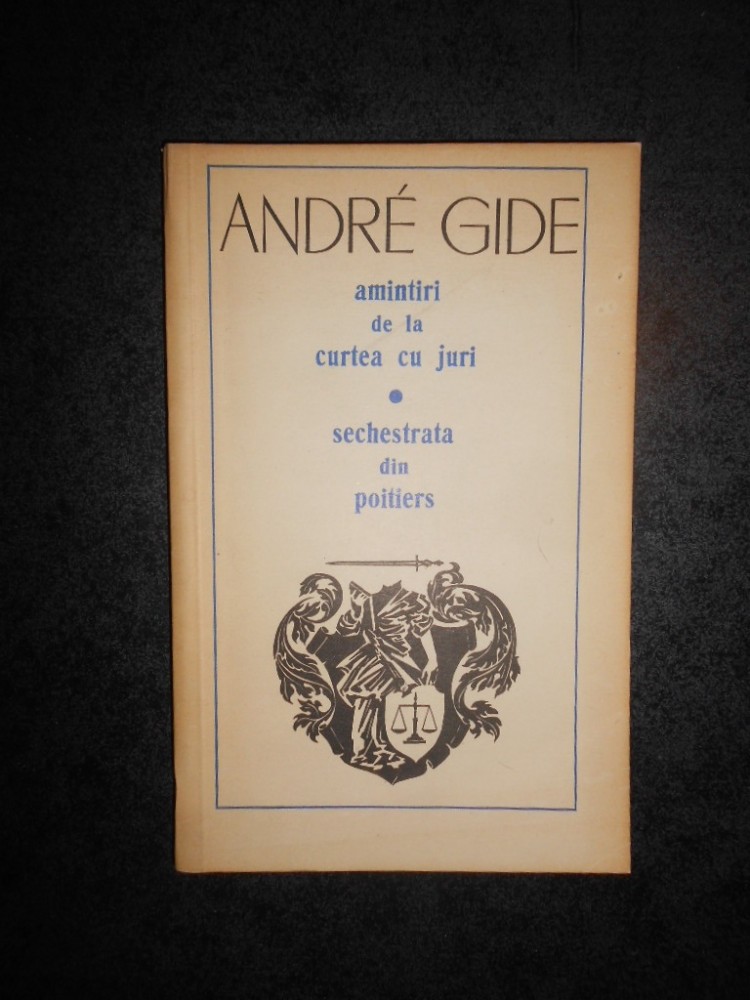 ANDRÉ GIDE
amintiri
de la
curtea cu juri
●
sechestrata
din
poitiers